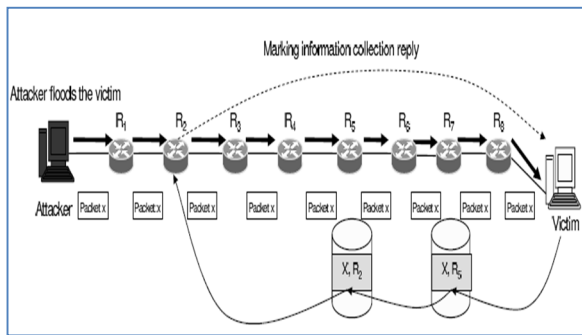 Marking information collection reply
Attacker floods the victim
R1 R2 R3 R4 R5 R6 R7 R8
Attacker
Packet x Packet x Packet x Packet x Packet x Packet x Packet x Packet x Packet x
Victim
X, R2 X, R5